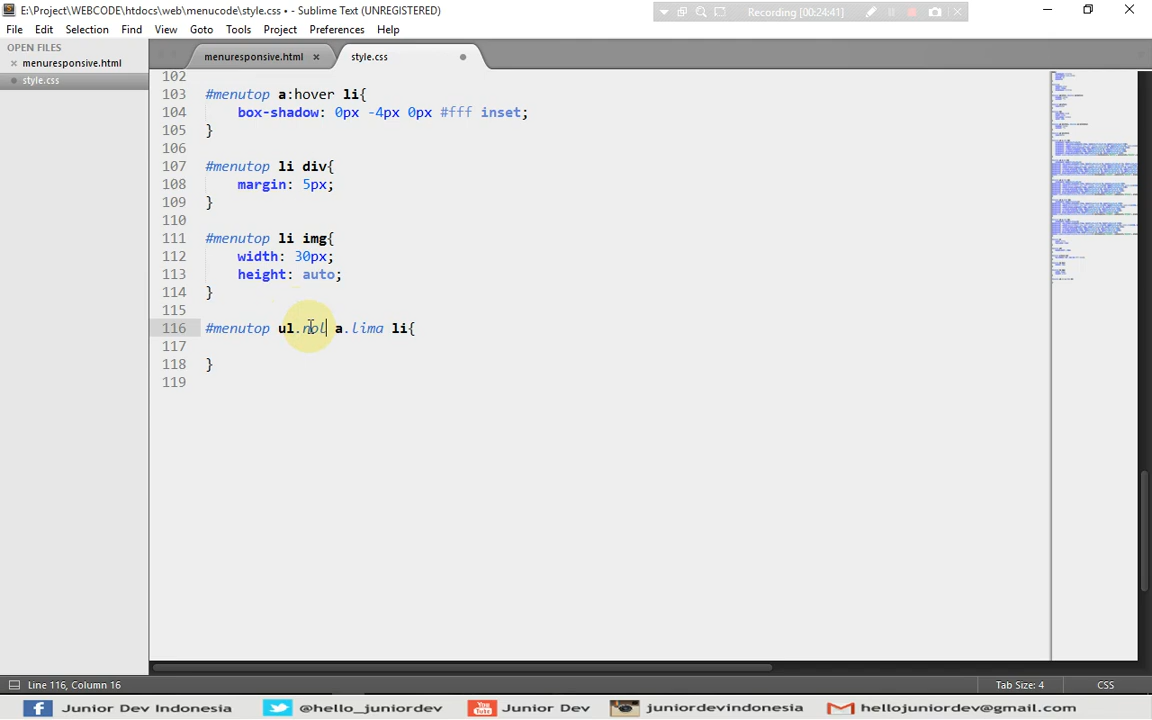 E:\Project\WEBCODE\htdocs\web\menucode\style.css • - Sublime Text (UNREGISTERED)
Recording [00:24:41]
File Edit Selection Find View Goto Tools Project Preferences Help
OPEN FILES
menuresponsive.html
style.css
menuresponsive.html
style.css
102
103 #menutop a:hover li{
104 box-shadow: 0px -4px 0px #fff inset;
105 }
106
107 #menutop li div{
108 margin: 5px;
109 }
110
111 #menutop li img{
112 width: 30px;
113 height: auto;
114 }
115
116 #menutop ul.nol a.lima li{
117
118 }
119
Line 116, Column 16
Tab Size: 4
CSS
Junior Dev Indonesia
@hello_juniordev
You Tube
Junior Dev
juniordevindonesia
hellojuniordev@gmail.com